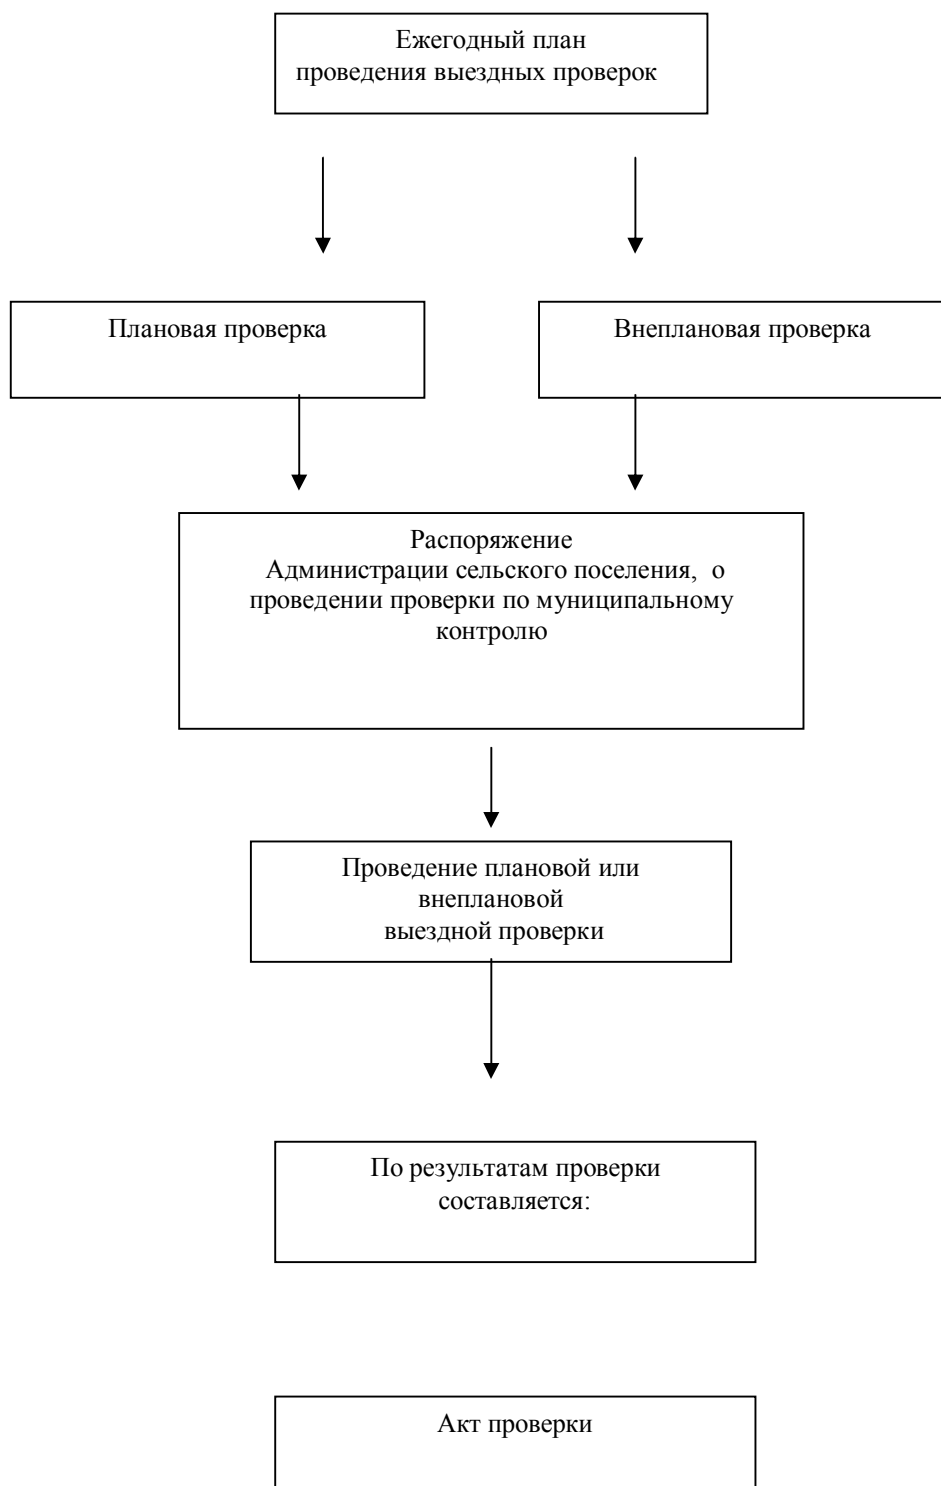 Ежегодный план
проведения выездных проверок
Плановая проверка
Внеплановая проверка
Распоряжение
Администрации сельского поселения, о
проведении проверки по муниципальному
контролю
Проведение плановой или
внеплановой
выездной проверки
По результатам проверки
составляется:
Акт проверки